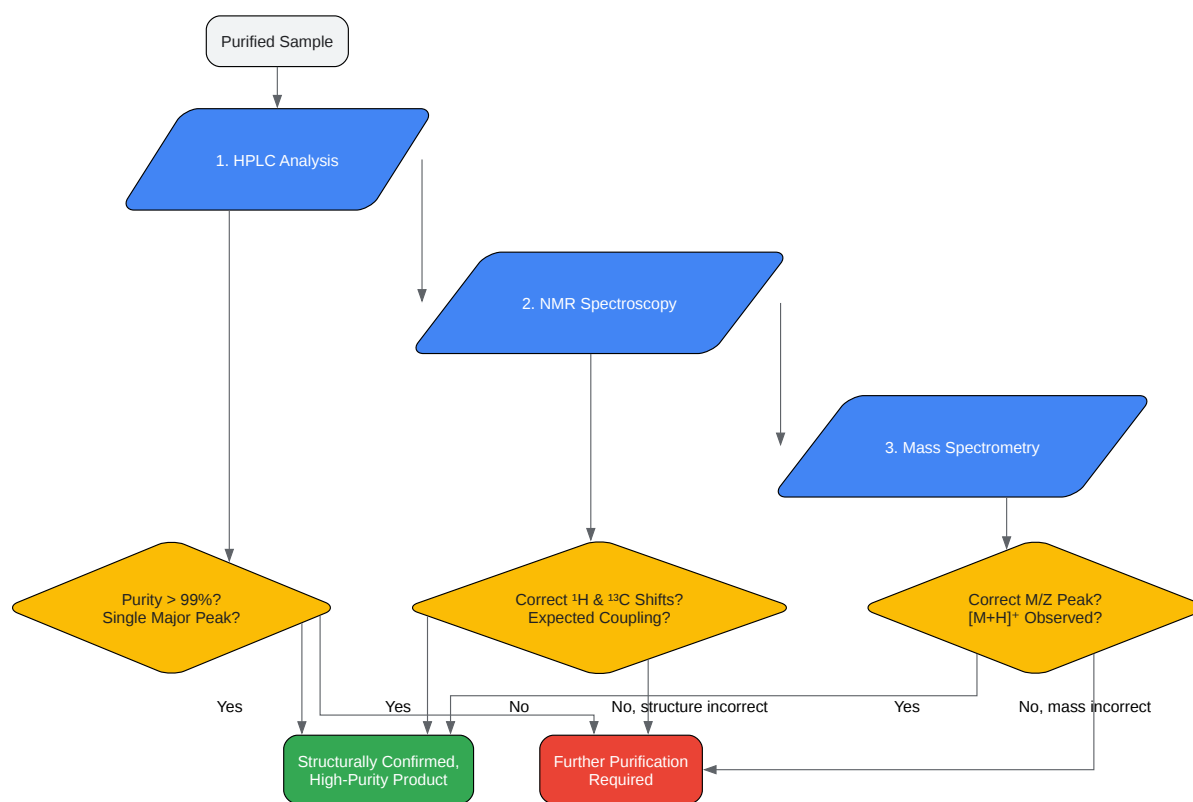 Purified Sample
1. HPLC Analysis
2. NMR Spectroscopy
3. Mass Spectrometry
Purity > 99%?
Single Major Peak?
Correct ¹H & ¹³C Shifts?
Expected Coupling?
Correct M/Z Peak?
[M+H]⁺ Observed?
Yes
Yes
No
No, structure incorrect
Yes
No, mass incorrect
Structurally Confirmed,
High-Purity Product
Further Purification
Required